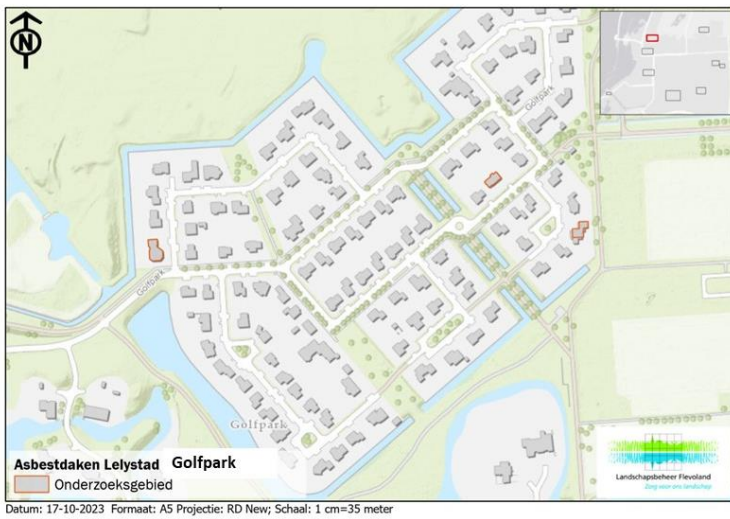 N
Golfpark
Golfpark
Golfpark
Asbestdaken Lelystad Golfpark
Onderzoeksgebied
Landschapsbeheer Flevoland
Zorg voor ons landschap
Datum: 17-10-2023 Formaat: A5 Projectie: RD New; Schaal: 1 cm=35 meter